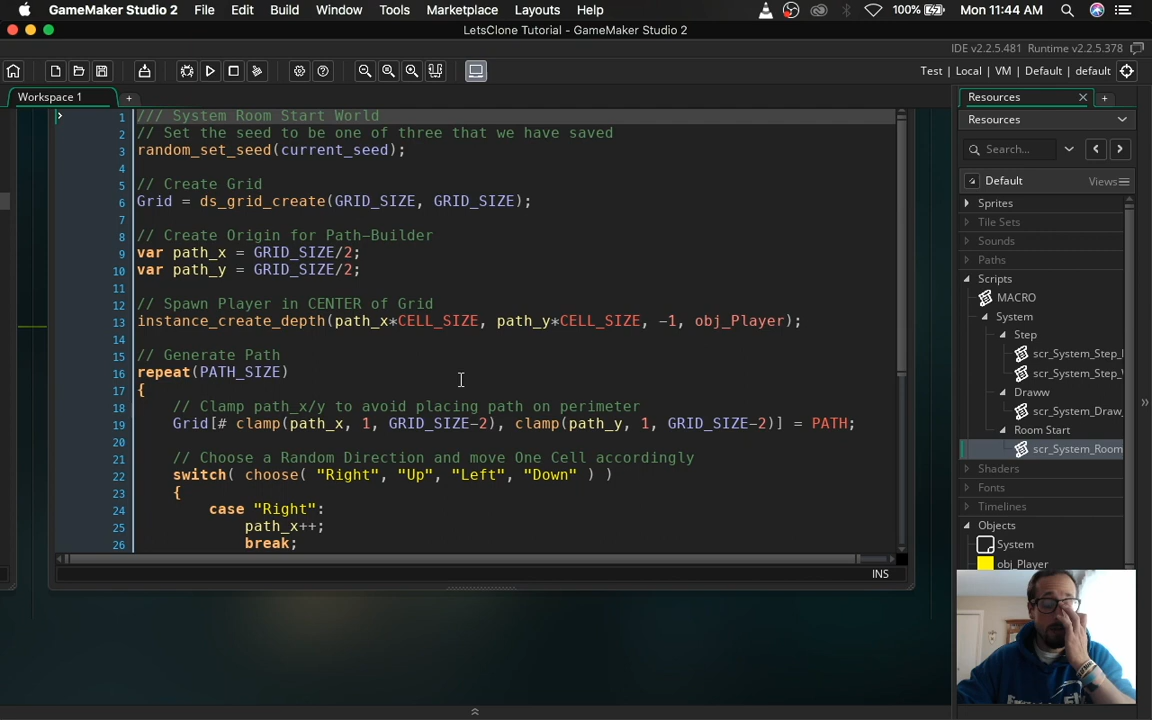 GameMaker Studio 2 File Edit Build Window Tools Marketplace Layouts Help 100% Mon 11:44 AM
LetsClone Tutorial - GameMaker Studio 2
IDE v2.2.5.481 Runtime v2.2.5.378
Test | Local | VM | Default | default
Workspace 1
Resources
Resources
Search...
Default Views
Sprites
Tile Sets
Sounds
Paths
Scripts
MACRO
System
Step
scr_System_Step_
scr_System_Step_
Draww
scr_System_Draw_
Room Start
scr_System_Room
Shaders
Fonts
Timelines
Objects
System
obj_Player
1 /// System Room Start World
2 // Set the seed to be one of three that we have saved
3 random_set_seed(current_seed);
4
5 // Create Grid
6 Grid = ds_grid_create(GRID_SIZE, GRID_SIZE);
7
8 // Create Origin for Path-Builder
9 var path_x = GRID_SIZE/2;
10 var path_y = GRID_SIZE/2;
11
12 // Spawn Player in CENTER of Grid
13 instance_create_depth(path_x*CELL_SIZE, path_y*CELL_SIZE, -1, obj_Player);
14
15 // Generate Path
16 repeat(PATH_SIZE)
17 {
18 // Clamp path_x/y to avoid placing path on perimeter
19 Grid[# clamp(path_x, 1, GRID_SIZE-2), clamp(path_y, 1, GRID_SIZE-2)] = PATH;
20
21 // Choose a Random Direction and move One Cell accordingly
22 switch( choose( "Right", "Up", "Left", "Down" ) )
23 {
24 case "Right":
25 path_x++;
26 break;
INS